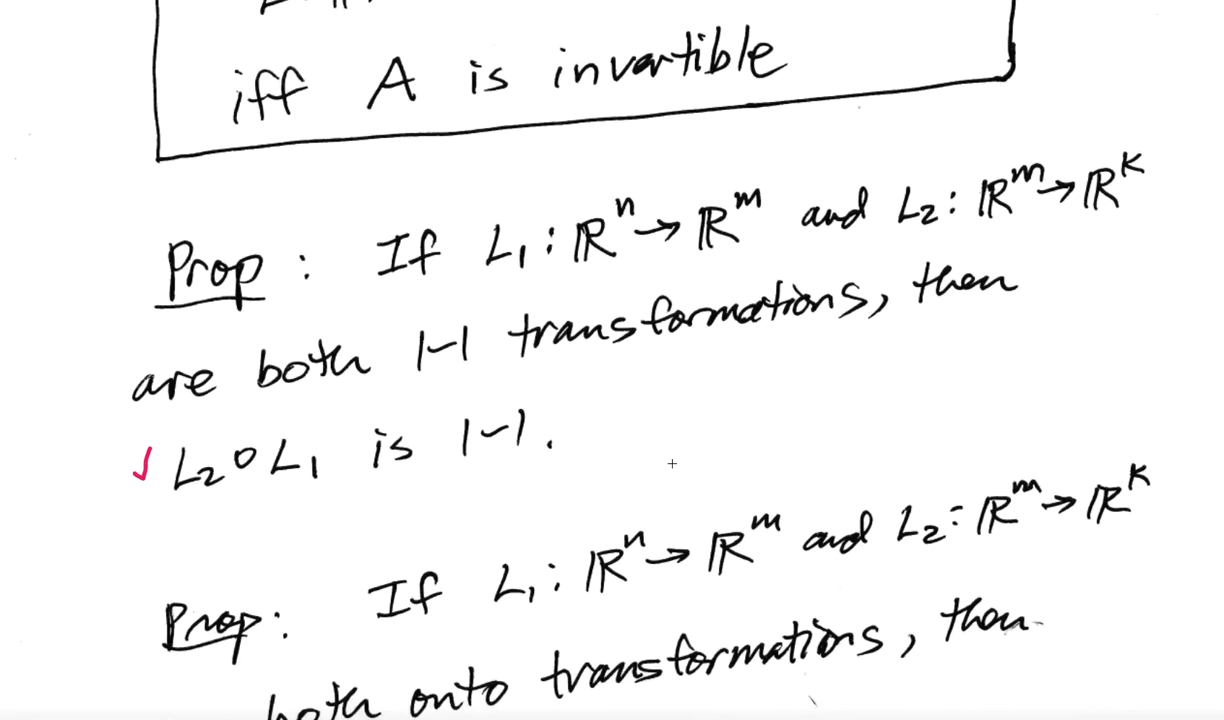 iff A is invertible
Prop : If L₁ : ℝⁿ → ℝᵐ and L₂ : ℝᵐ → ℝᵏ
are both 1-1 transformations, then
✓ L₂ ∘ L₁ is 1-1.
Prop : If L₁ : ℝⁿ → ℝᵐ and L₂ : ℝᵐ → ℝᵏ
both onto transformations, then